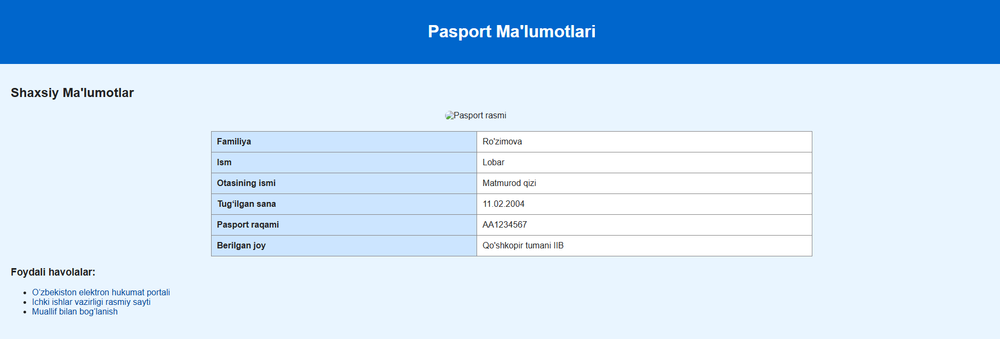 Pasport Ma'lumotlari
Shaxsiy Ma'lumotlar
Pasport rasmi
Familiya Ro'zimova
Ism Lobar
Otasining ismi Matmurod qizi
Tug‘ilgan sana 11.02.2004
Pasport raqami AA1234567
Berilgan joy Qo'shkopir tumani IIB
Foydali havolalar:
O‘zbekiston elektron hukumat portali
Ichki ishlar vazirligi rasmiy sayti
Muallif bilan bog‘lanish